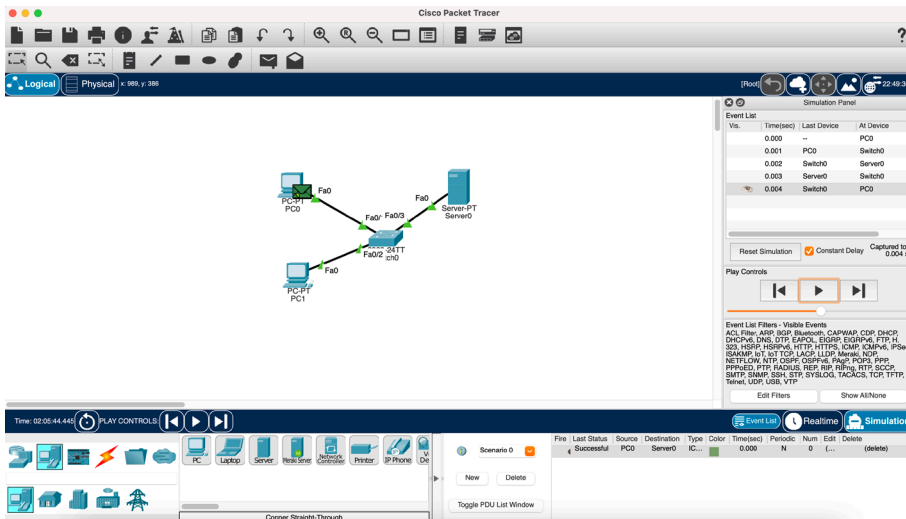 Cisco Packet Tracer
?
Logical Physical x: 989, y: 386 [Root] 22:49:3
Simulation Panel
Event List
Vis. Time(sec) Last Device At Device
0.000 -- PC0
0.001 PC0 Switch0
0.002 Switch0 Server0
0.003 Server0 Switch0
0.004 Switch0 PC0
Reset Simulation Constant Delay Captured to
0.004 s
Play Controls
Event List Filters - Visible Events
ACL Filter, ARP, BGP, Bluetooth, CAPWAP, CDP, DHCP,
DHCPv6, DNS, DTP, EAPOL, EIGRP, EIGRPv6, FTP, H.
323, HSRP, HSRPv6, HTTP, HTTPS, ICMP, ICMPv6, IPSe
ISAKMP, IoT, IoT TCP, LACP, LLDP, Meraki, NDP,
NETFLOW, NTP, OSPF, OSPFv6, PAgP, POP3, PPP,
PPPoED, PTP, RADIUS, REP, RIP, RIPng, RTP, SCCP,
SMTP, SNMP, SSH, STP, SYSLOG, TACACS, TCP, TFTP,
Telnet, UDP, USB, VTP
Edit Filters Show All/None
Fa0
PC-PT
PC0
Fa0
Server-PT
Server0
Fa0/ Fa0/3
Fa0/2
-24TT
:ch0
Fa0
PC-PT
PC1
Time: 02:05:44.445 PLAY CONTROLS: Event List Realtime Simulation
PC Laptop Server Meraki Server Network Controller Printer IP Phone V
De
Copper Straight-Through
Scenario 0
New Delete
Toggle PDU List Window
Fire Last Status Source Destination Type Color Time(sec) Periodic Num Edit Delete
Successful PC0 Server0 IC... 0.000 N 0 (... (delete)